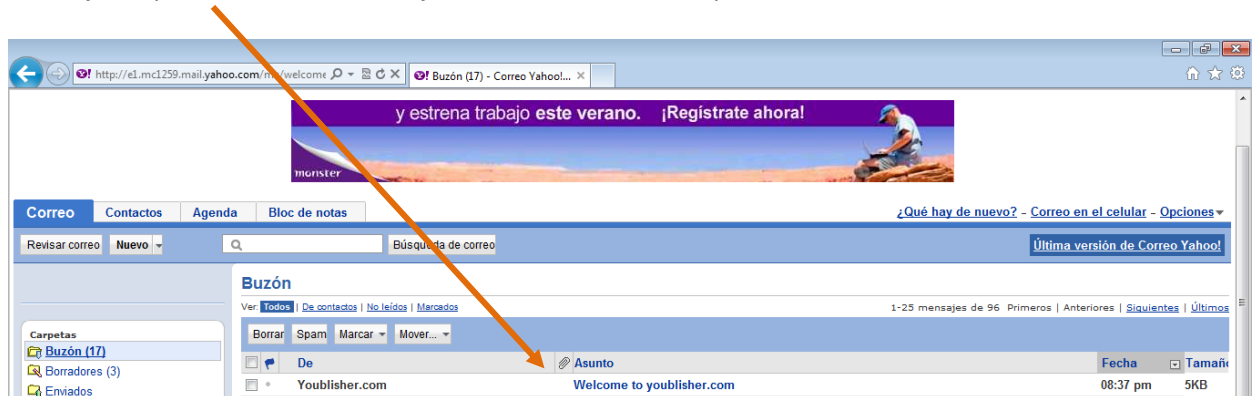 http://e1.mc1259.mail.yahoo.com/mc/welcome Buzón (17) - Correo Yahoo!...
y estrena trabajo este verano. ¡Regístrate ahora!
monster
Correo Contactos Agenda Bloc de notas ¿Qué hay de nuevo? - Correo en el celular - Opciones
Revisar correo Nuevo Búsqueda de correo Última versión de Correo Yahoo!
Buzón
Ver: Todos | De contactos | No leídos | Marcados 1-25 mensajes de 96 Primeros | Anteriores | Siguientes | Últimos
Carpetas Borrar Spam Marcar Mover...
Buzón (17) De Asunto Fecha Tamaño
Borradores (3) Youblisher.com Welcome to youblisher.com 08:37 pm 5KB
Enviados